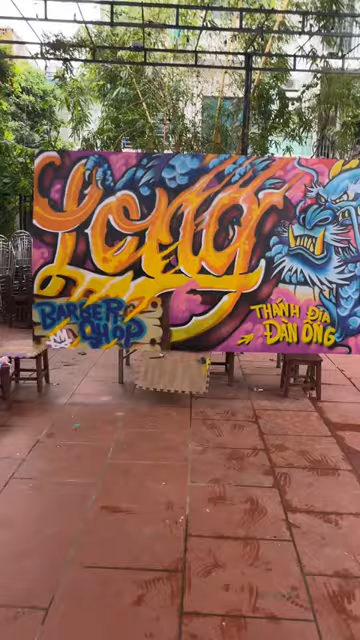 Long
BARBER
SHOP
THÁNH ĐỊA
ĐÀN ÔNG